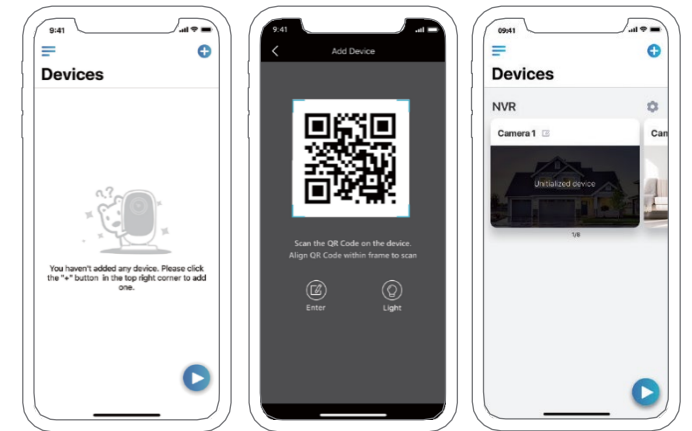 9:41
Devices
You haven't added any device. Please click
the "+" button in the top right corner to add
one.
9:41
Add Device
Scan the QR Code on the device.
Align QR Code within frame to scan
Enter
Light
09:41
Devices
NVR
Camera 1
Cam
Unitialized device
1/8